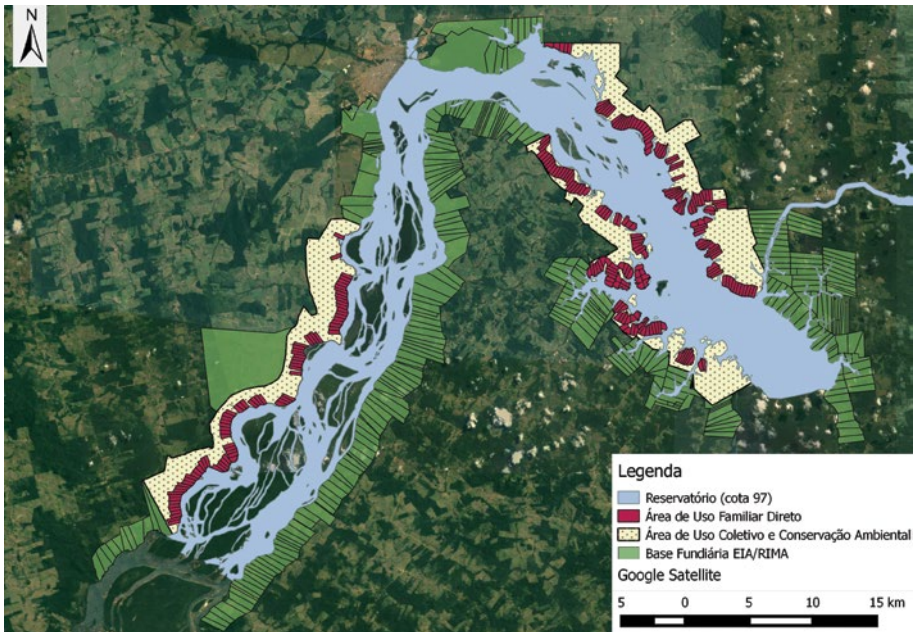 N
Legenda
Reservatório (cota 97)
Área de Uso Familiar Direto
Área de Uso Coletivo e Conservação Ambiental
Base Fundiária EIA/RIMA
Google Satellite
5 0 5 10 15 km